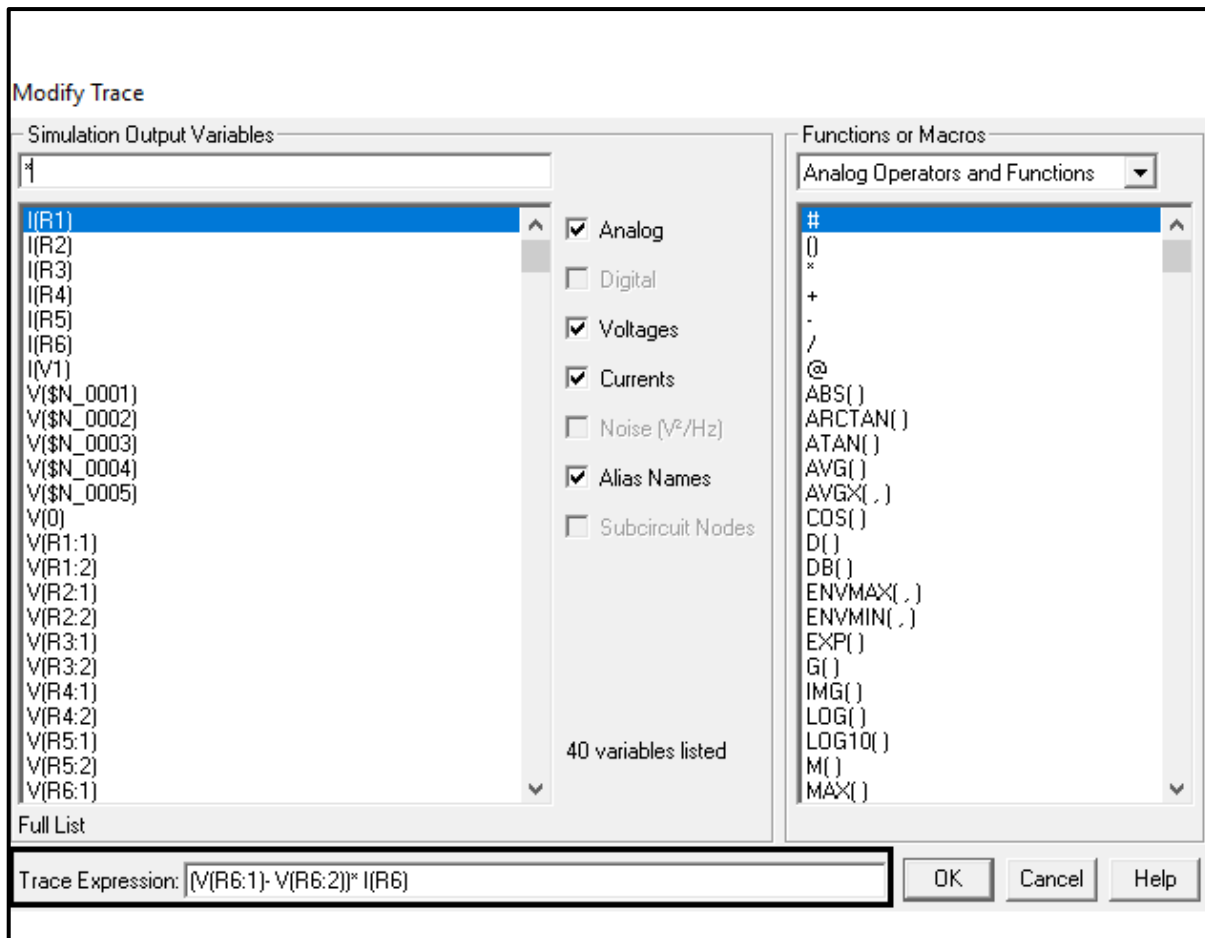 Modify Trace
Simulation Output Variables
*
I(R1)
I(R2)
I(R3)
I(R4)
I(R5)
I(R6)
I(V1)
V($N_0001)
V($N_0002)
V($N_0003)
V($N_0004)
V($N_0005)
V(0)
V(R1:1)
V(R1:2)
V(R2:1)
V(R2:2)
V(R3:1)
V(R3:2)
V(R4:1)
V(R4:2)
V(R5:1)
V(R5:2)
V(R6:1)
Full List
Analog
Digital
Voltages
Currents
Noise (V²/Hz)
Alias Names
Subcircuit Nodes
40 variables listed
Functions or Macros
Analog Operators and Functions
#
()
*
+
-
/
@
ABS( )
ARCTAN( )
ATAN( )
AVG( )
AVGX( , )
COS( )
D( )
DB( )
ENVMAX( , )
ENVMIN( , )
EXP( )
G( )
IMG( )
LOG( )
LOG10( )
M( )
MAX( )
Trace Expression: (V(R6:1)- V(R6:2))* I(R6)
OK Cancel Help